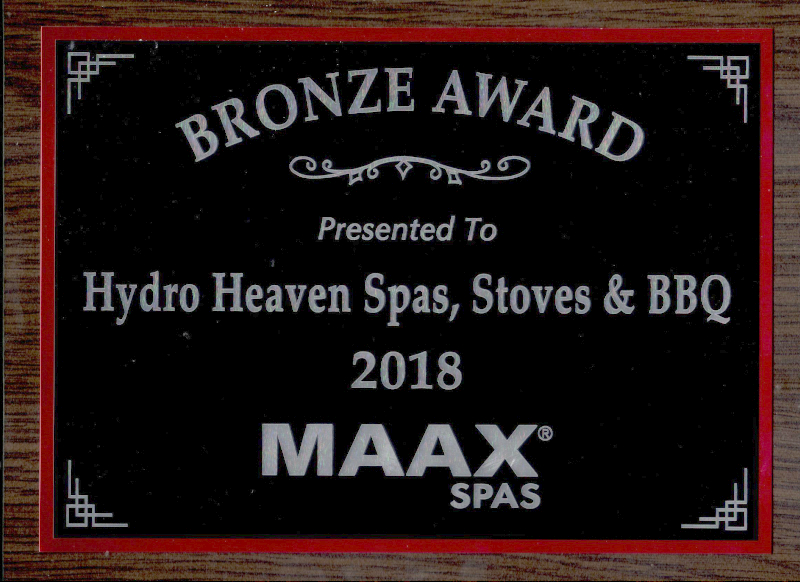 BRONZE AWARD
Presented To
Hydro Heaven Spas, Stoves & BBQ
2018
MAAX®
SPAS